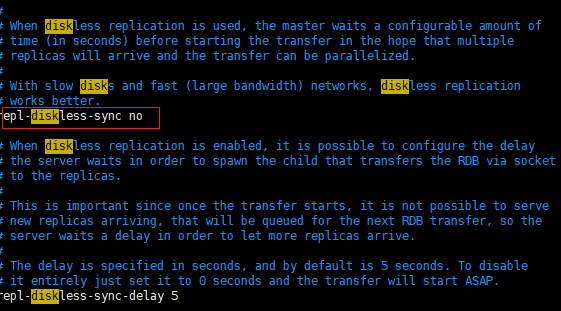 #
# When diskless replication is used, the master waits a configurable amount of
# time (in seconds) before starting the transfer in the hope that multiple
# replicas will arrive and the transfer can be parallelized.
#
# With slow disks and fast (large bandwidth) networks, diskless replication
# works better.
repl-diskless-sync no
# When diskless replication is enabled, it is possible to configure the delay
# the server waits in order to spawn the child that transfers the RDB via socket
# to the replicas.
#
# This is important since once the transfer starts, it is not possible to serve
# new replicas arriving, that will be queued for the next RDB transfer, so the
# server waits a delay in order to let more replicas arrive.
#
# The delay is specified in seconds, and by default is 5 seconds. To disable
# it entirely just set it to 0 seconds and the transfer will start ASAP.
repl-diskless-sync-delay 5